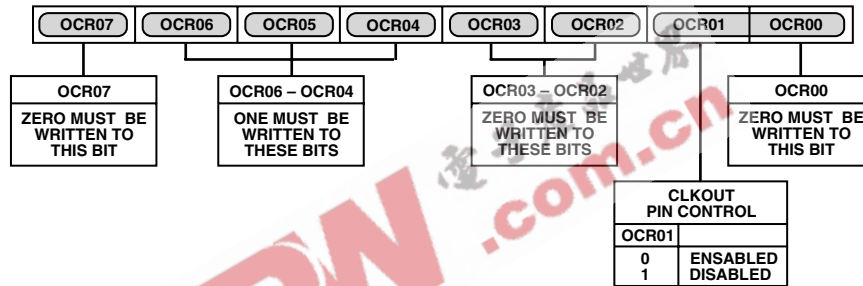 OCR07 OCR06 OCR05 OCR04 OCR03 OCR02 OCR01 OCR00
OCR07
ZERO MUST BE
WRITTEN TO
THIS BIT
OCR06 – OCR04
ONE MUST BE
WRITTEN TO
THESE BITS
OCR03 – OCR02
ZERO MUST BE
WRITTEN TO
THESE BITS
OCR00
ZERO MUST BE
WRITTEN TO
THIS BIT
CLKOUT
PIN CONTROL
OCR01
0 ENSABLED
1 DISABLED
.com.cn